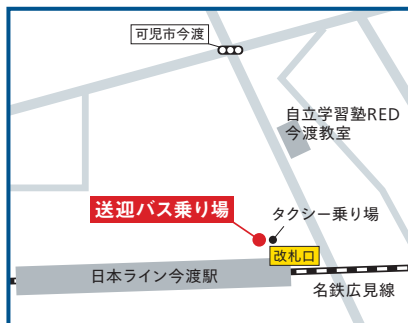 可児市今渡
自立学習塾RED
今渡教室
送迎バス乗り場
タクシー乗り場
改札口
日本ライン今渡駅
名鉄広見線